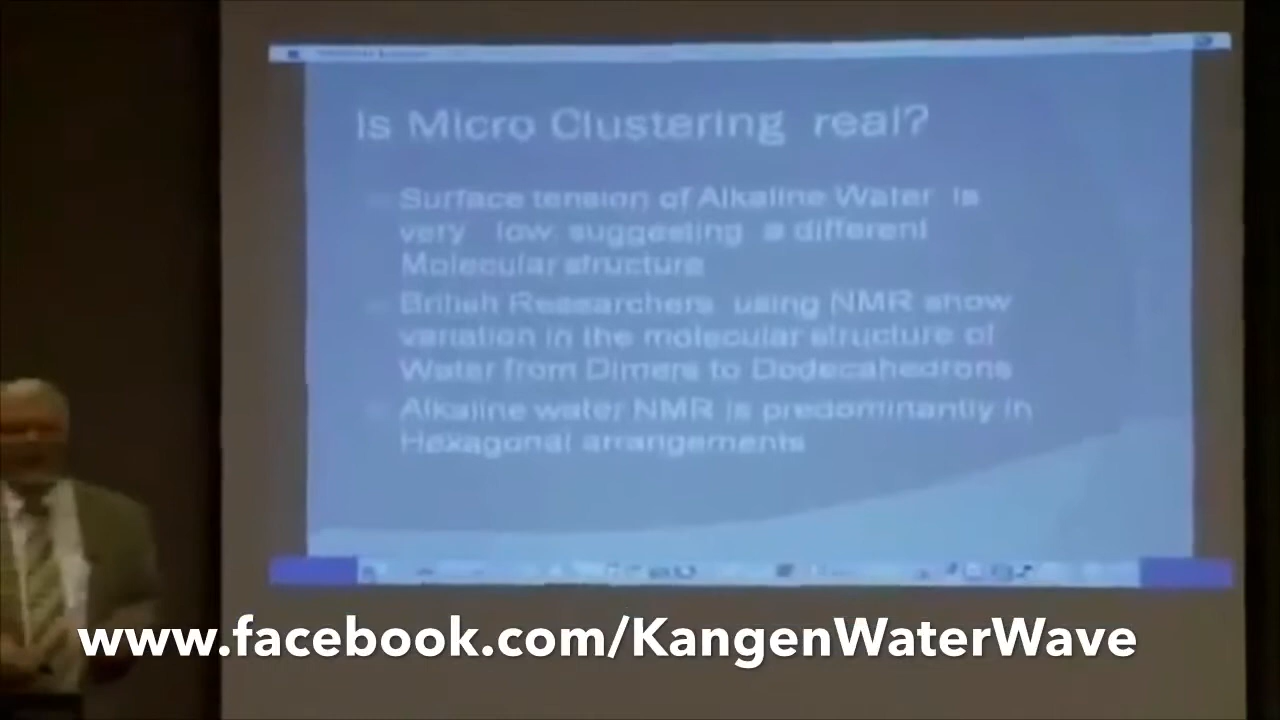 Is Micro Clustering real?
Surface tension of Alkaline Water is
very low suggesting a different
Molecular structure
British Researchers using NMR show
variation in the molecular structure of
Water from Dimers to Dodecahedrons
Alkaline water NMR is predominantly in
Hexagonal arrangements
www.facebook.com/KangenWaterWave